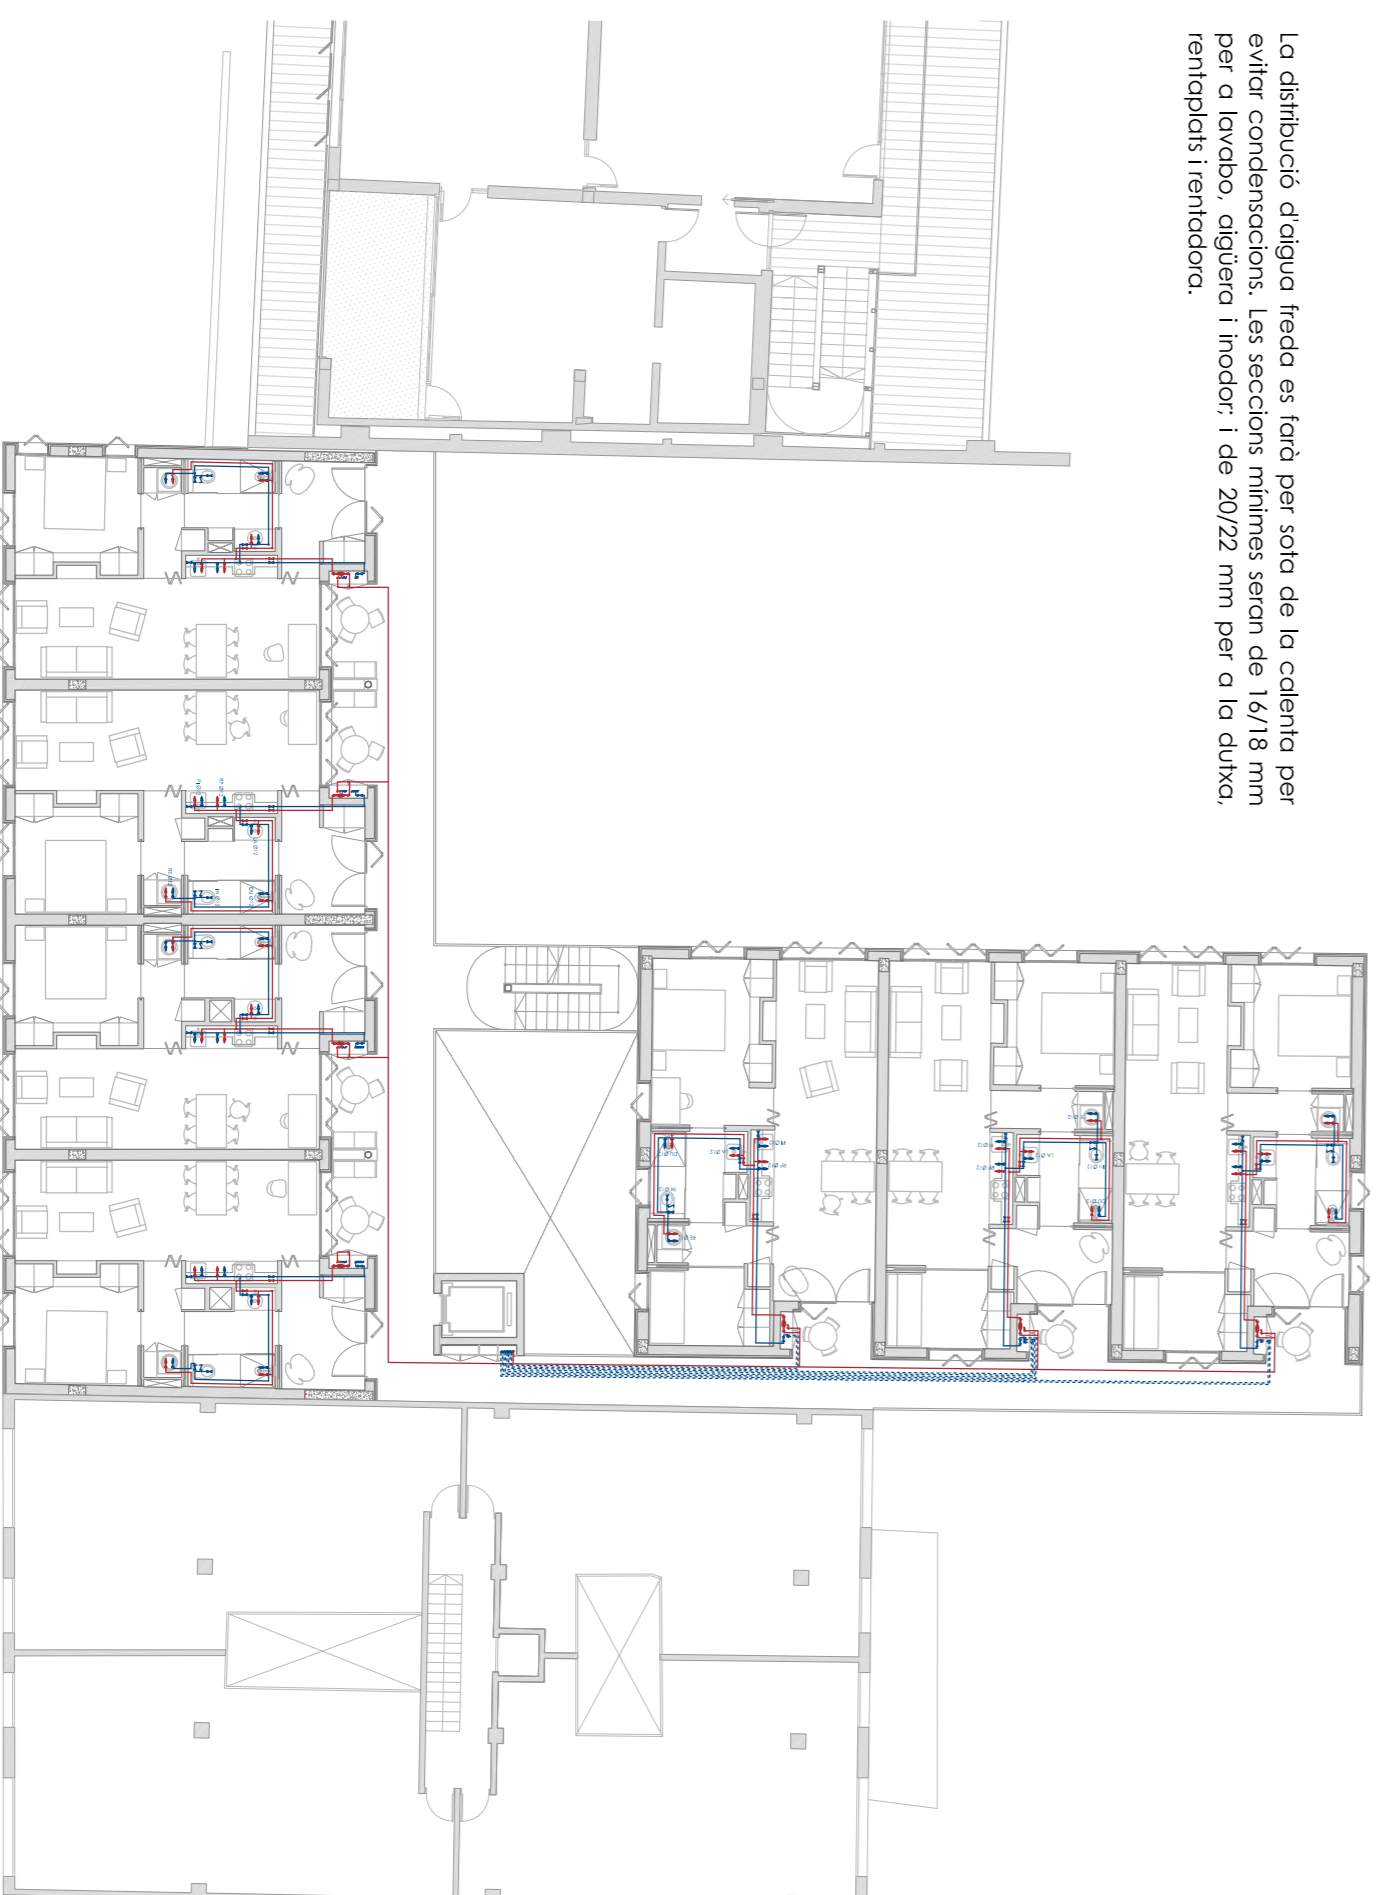 La distribució d'aigua freda es farà per sota de la calenta per
evitar condensacions. Les seccions mínimes seran de 16/18 mm
per a lavabo, aigüera i inodor; i de 20/22 mm per a la dutxa,
rentaplats i rentadora.